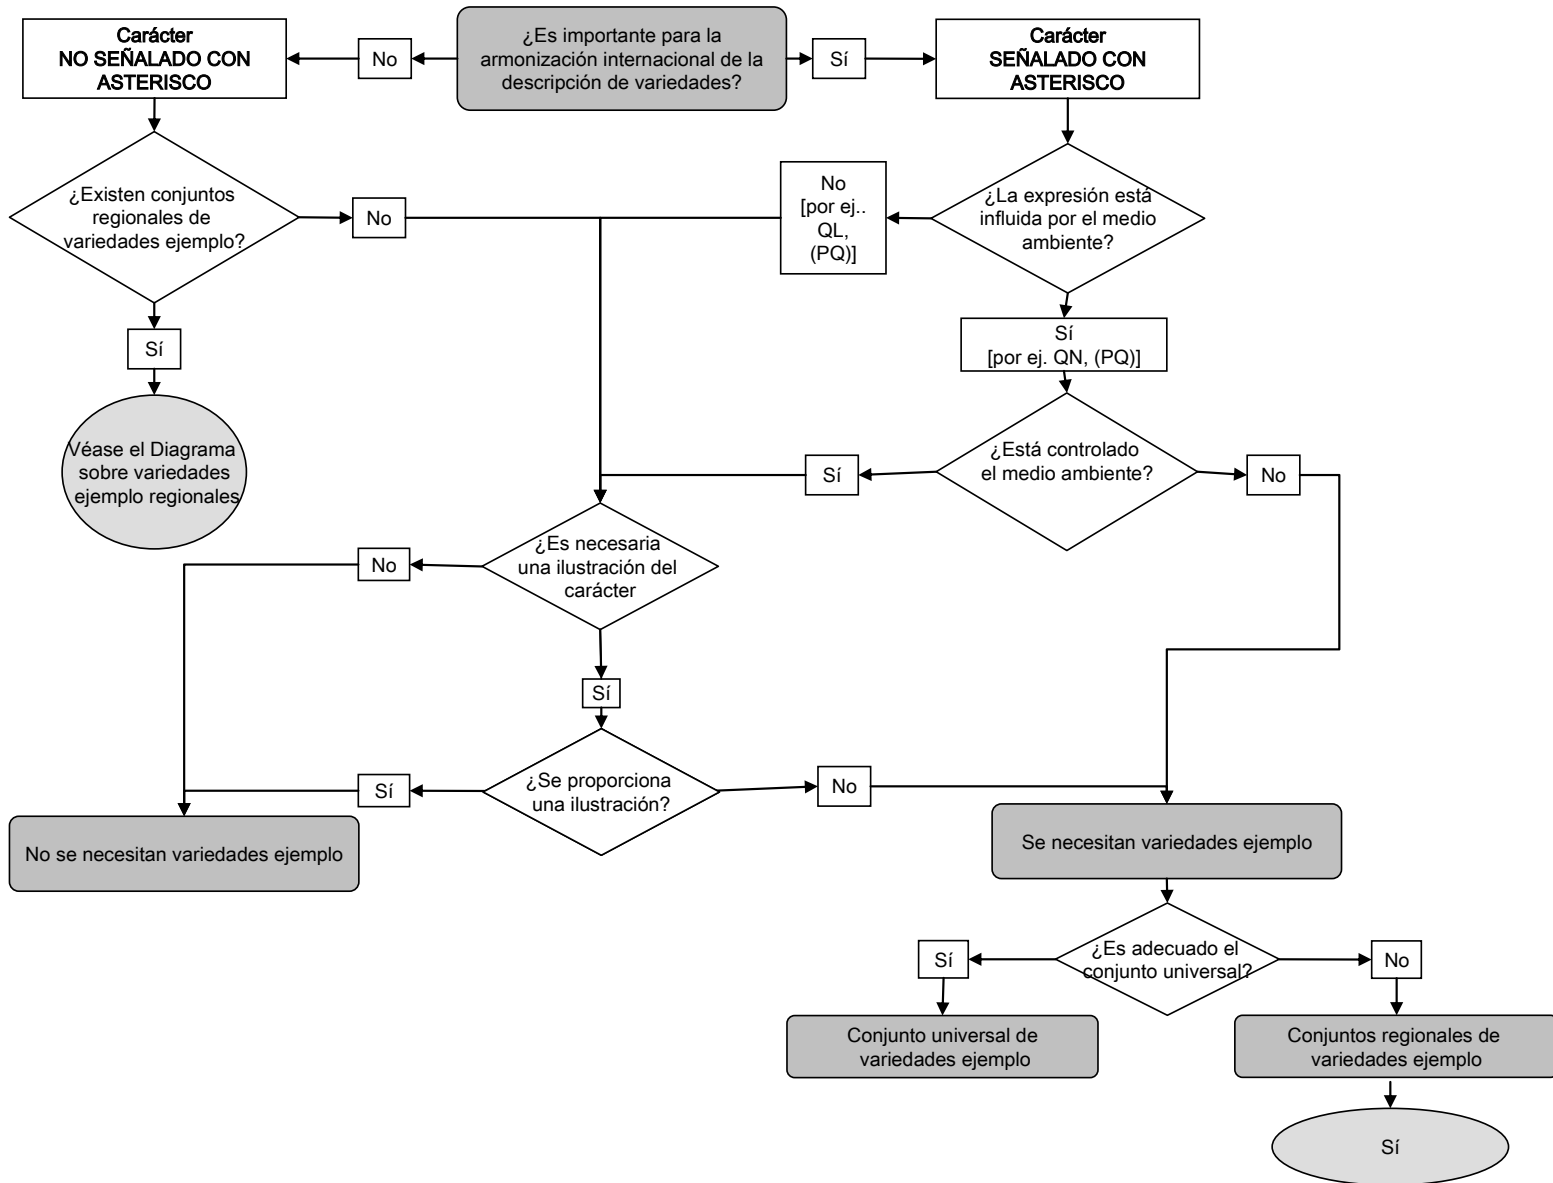 Carácter
NO SEÑALADO CON
ASTERISCO
No
¿Es importante para la
armonización internacional de la
descripción de variedades?
Sí
Carácter
SEÑALADO CON
ASTERISCO
¿Existen conjuntos
regionales de
variedades ejemplo?
No
No
[por ej..
QL,
(PQ)]
¿La expresión está
influida por el medio
ambiente?
Sí
Sí
[por ej. QN, (PQ)]
Véase el Diagrama
sobre variedades
ejemplo regionales
Sí
¿Está controlado
el medio ambiente?
No
No
¿Es necesaria
una ilustración del
carácter
Sí
Sí
¿Se proporciona
una ilustración?
No
No se necesitan variedades ejemplo
Se necesitan variedades ejemplo
Sí
¿Es adecuado el
conjunto universal?
No
Conjunto universal de
variedades ejemplo
Conjuntos regionales de
variedades ejemplo
Sí